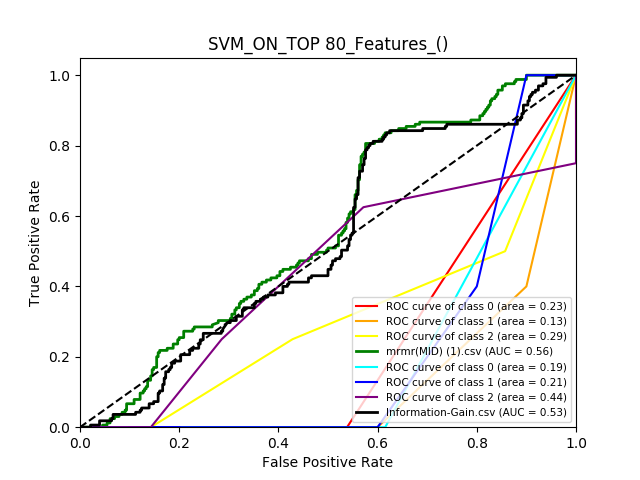 SVM_ON_TOP 80_Features_()
True Positive Rate
1.0
0.8
0.6
0.4
0.2
0.0
ROC curve of class 0 (area = 0.23)
ROC curve of class 1 (area = 0.13)
ROC curve of class 2 (area = 0.29)
mrmr(MID) (1).csv (AUC = 0.56)
ROC curve of class 0 (area = 0.19)
ROC curve of class 1 (area = 0.21)
ROC curve of class 2 (area = 0.44)
Information-Gain.csv (AUC = 0.53)
0.0 0.2 0.4 0.6 0.8 1.0
False Positive Rate